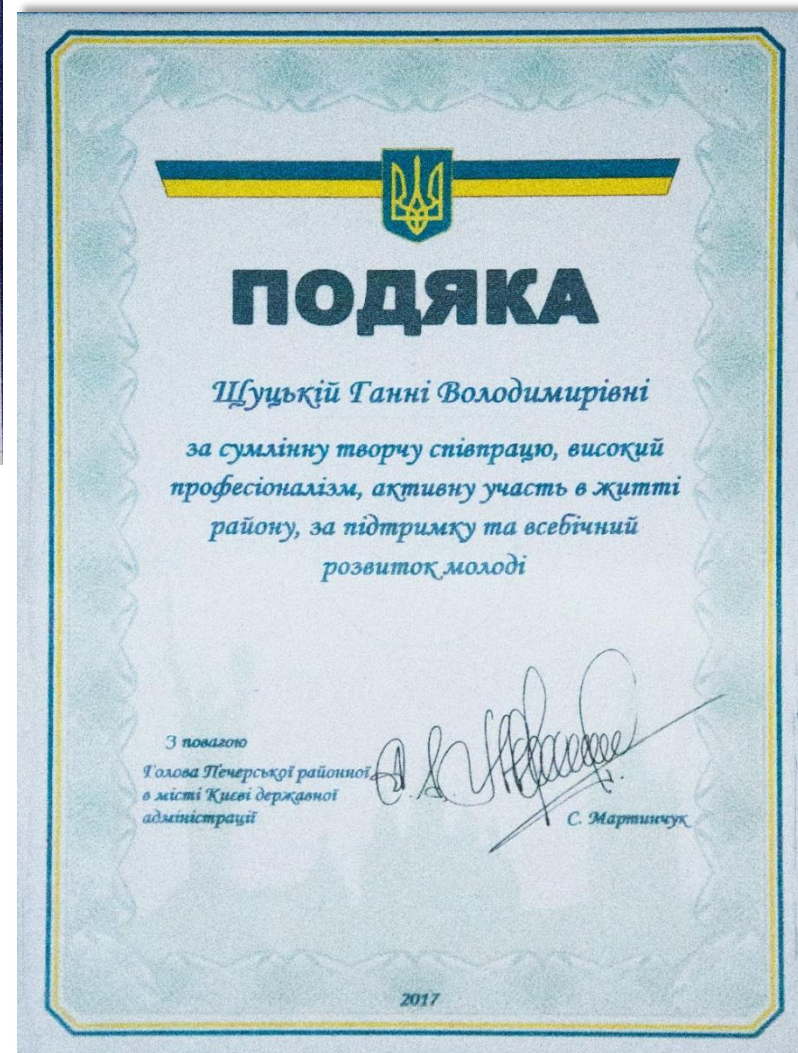 ПОДЯКА
Щуцькій Ганні Володимирівні
за сумлінну творчу співпрацю, високий
професіоналізм, активну участь в житті
району, за підтримку та всебічний
розвиток молоді
З повагою
Голова Печерської районної
в місті Києві державної
адміністрації
С. Мартинчук
2017